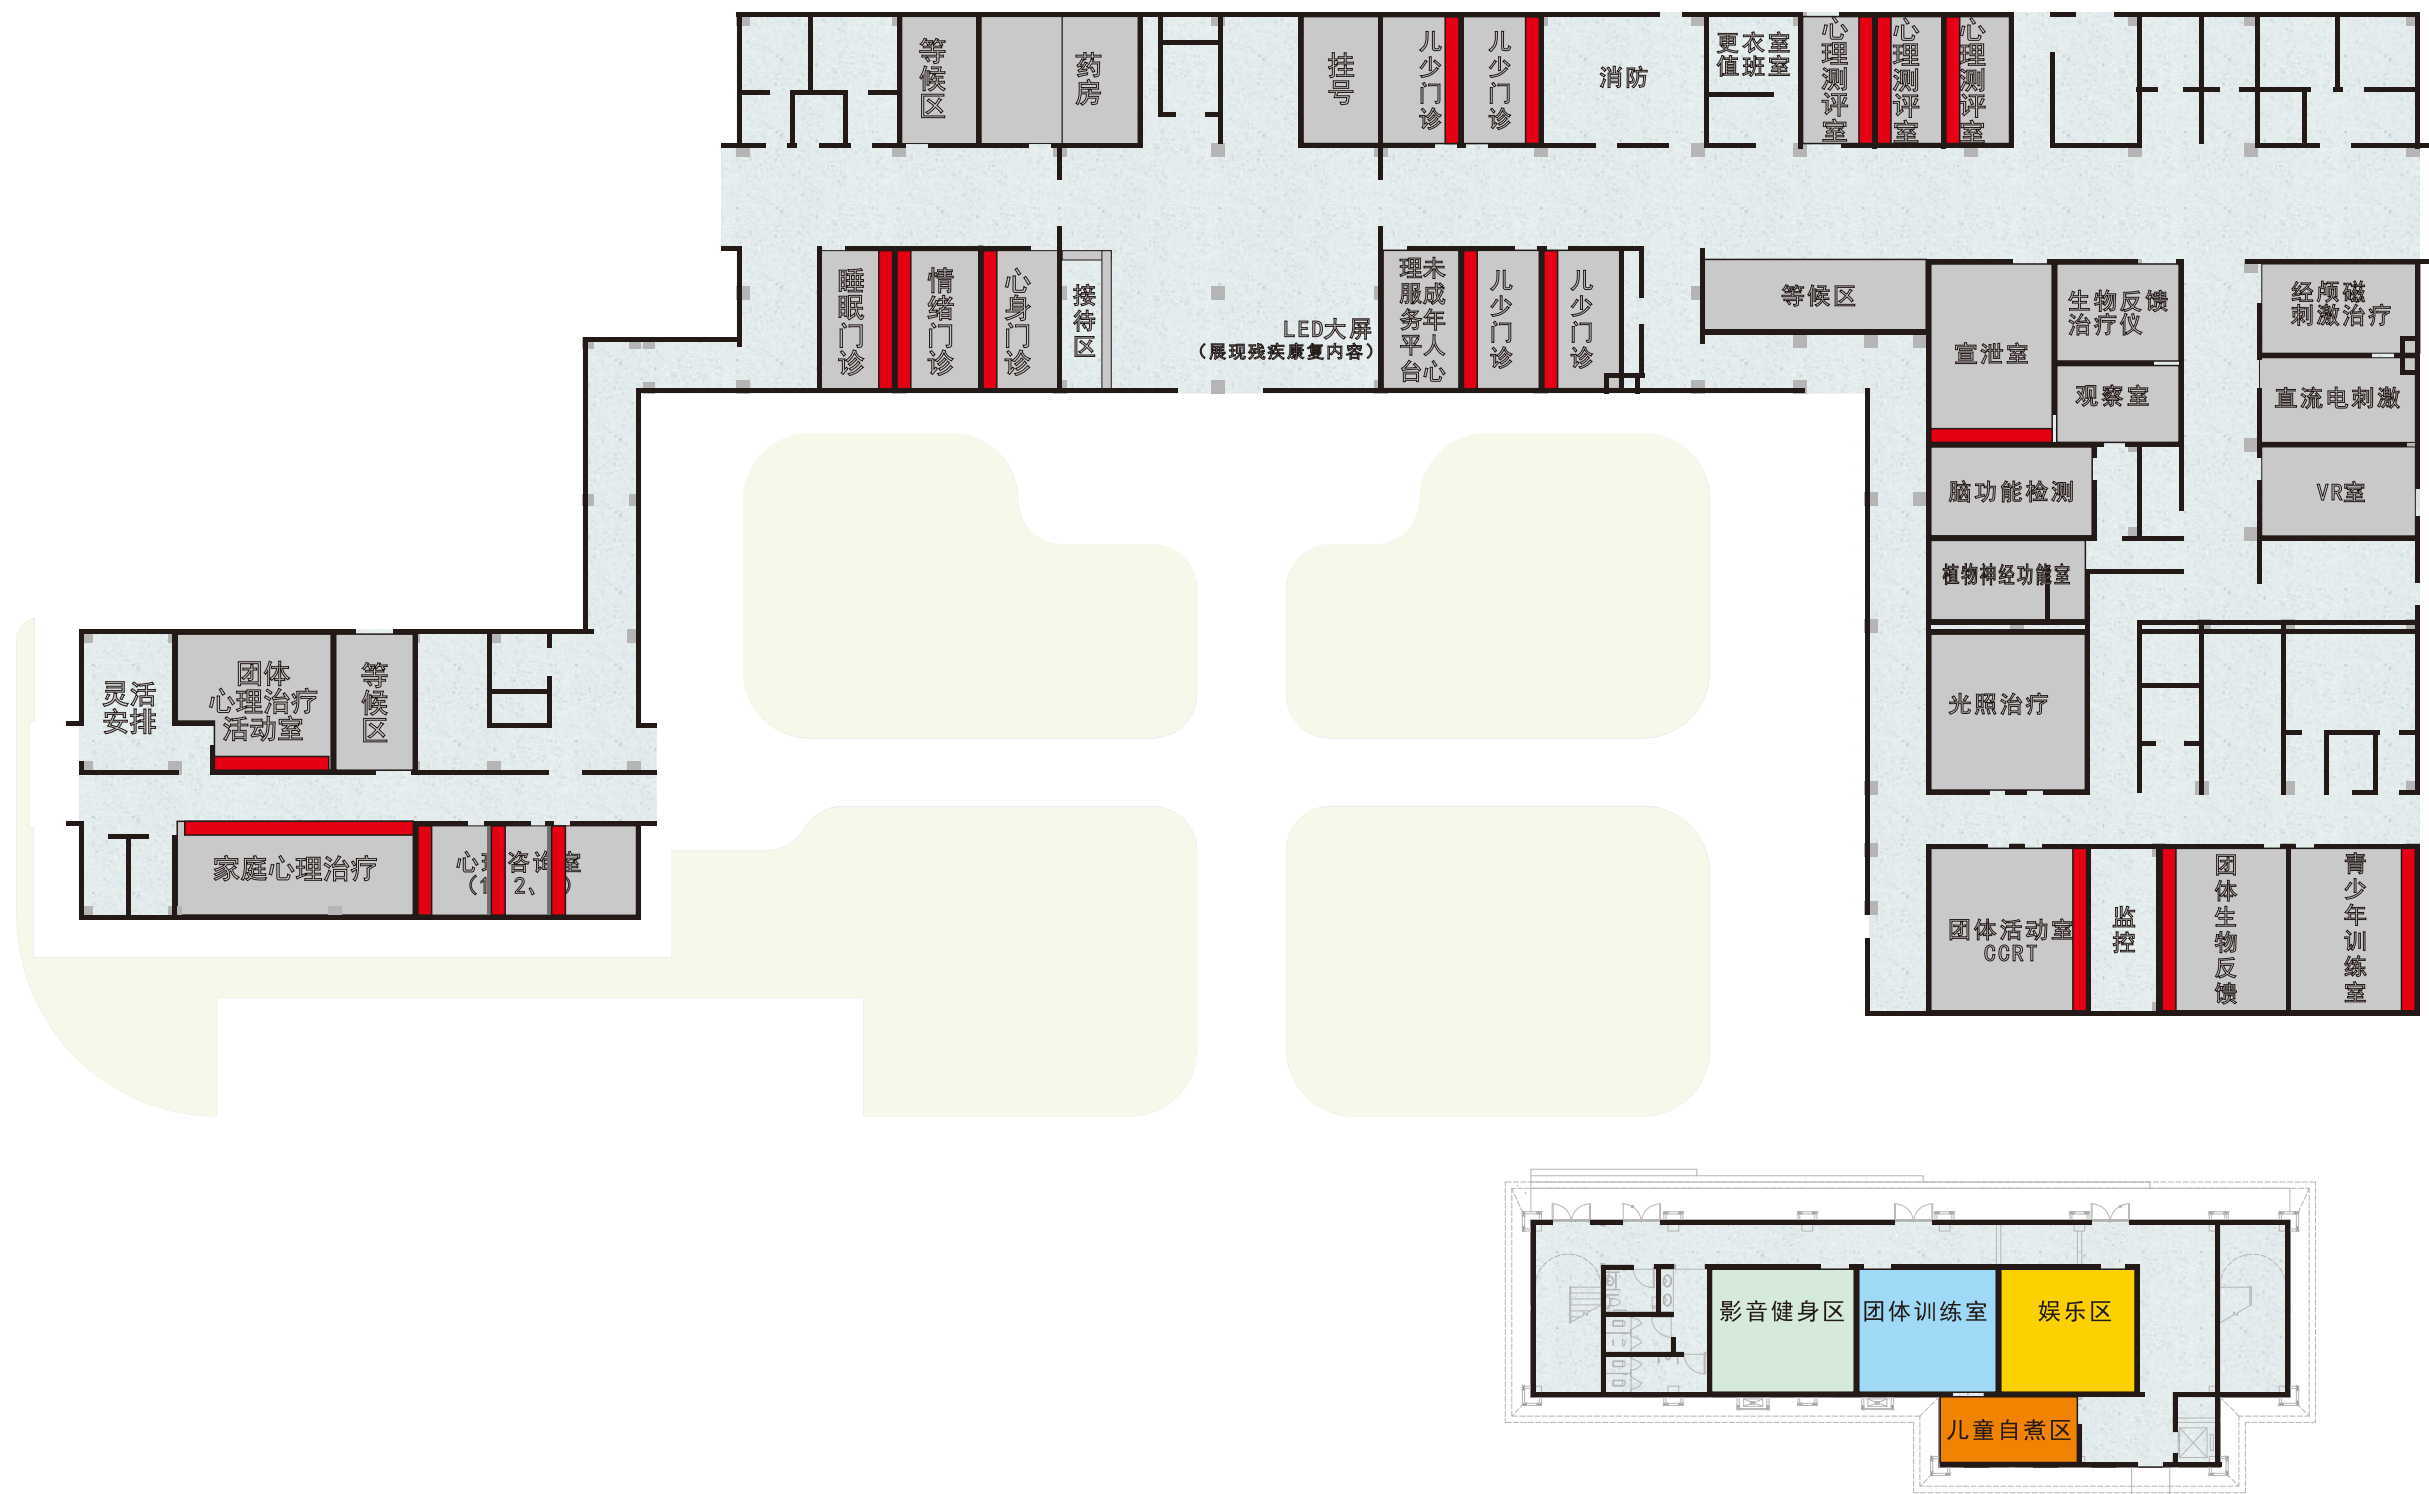 等候区
药房
挂号
儿少门诊
儿少门诊
消防
更衣室
值班室
心理测评室
心理测评室
心理测评室
睡眠门诊
情绪门诊
心身门诊
接待区
LED大屏
（展现残疾康复内容）
理未
服成
务年
平人
台心
儿少门诊
儿少门诊
等候区
宣泄室
生物反馈
治疗仪
观察室
经颅磁
刺激治疗
直流电刺激
VR室
脑功能检测
植物神经功能室
光照治疗
灵活
安排
团体
心理治疗
活动室
等候区
家庭心理治疗
心理咨询室
（1 2、 ）
团体活动室
CCRT
监控
团体生物反馈
青少年训练室
影音健身区
团体训练室
娱乐区
儿童自煮区